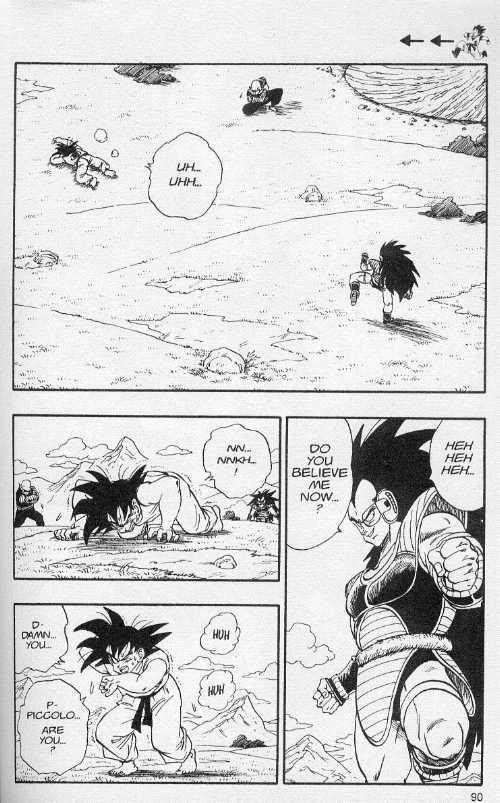 UH...
UHH...
HEH
HEH
HEH...
DO
YOU
BELIEVE
ME
NOW...
?
NN...
NNKH...
!
HUH
HUH
D-
DAMN...
YOU...
P-
PICCOLO...
ARE
YOU...
?
90